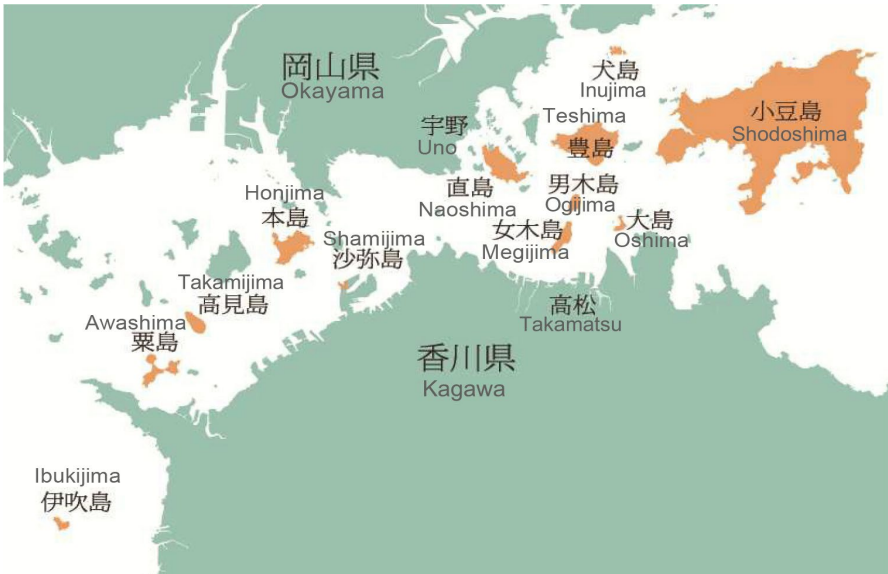 岡山県
Okayama
犬島
Inujima
Teshima
豊島
小豆島
Shodoshima
宇野
Uno
直島
Naoshima
男木島
Ogijima
女木島
Megijima
大島
Oshima
Honjima
本島
Shamijima
沙弥島
Takamijima
高見島
Awashima
粟島
高松
Takamatsu
香川県
Kagawa
Ibukijima
伊吹島